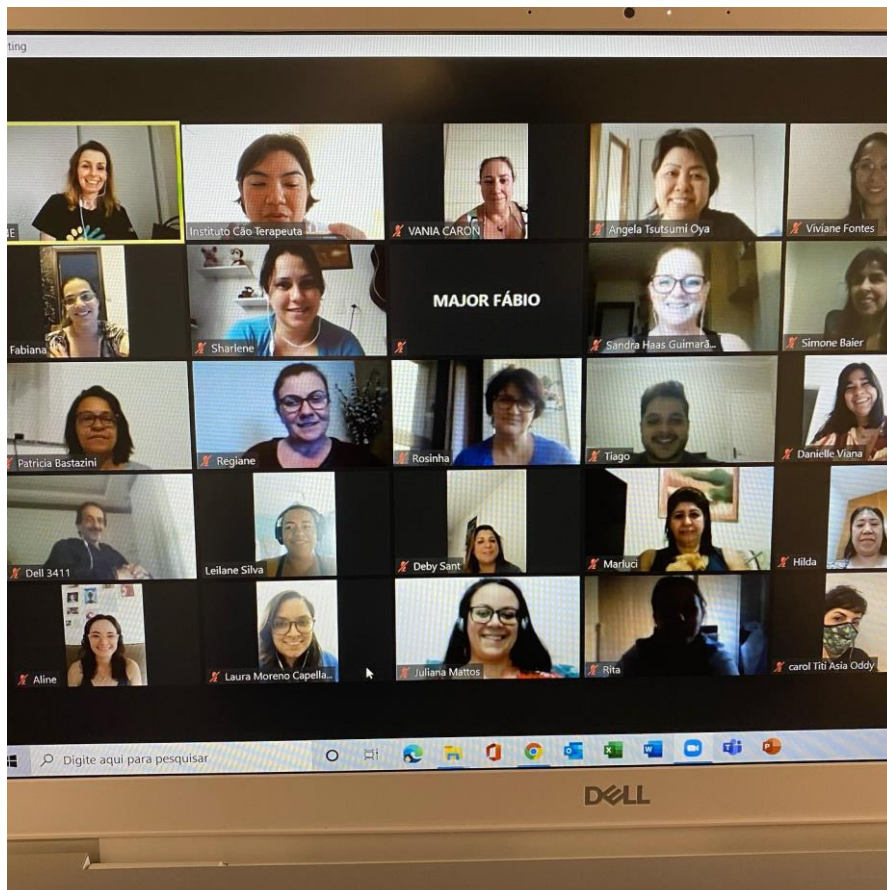 ting
Instituto Cão Terapeuta
VANIA CARON
Angela Tsutsumi Oya
Viviane Fontes
Fabiana
Sharlene
MAJOR FÁBIO
Sandra Haas Guimarã...
Simone Baier
Patricia Bastazini
Regiane
Rosinha
Tiago
Danielle Viana
Dell 3411
Leilane Silva
Deby Sant
Marluci
Hilda
Aline
Laura Moreno Capella...
Juliana Mattos
Rita
carol Titi Asia Oddy
Digite aqui para pesquisar
DELL